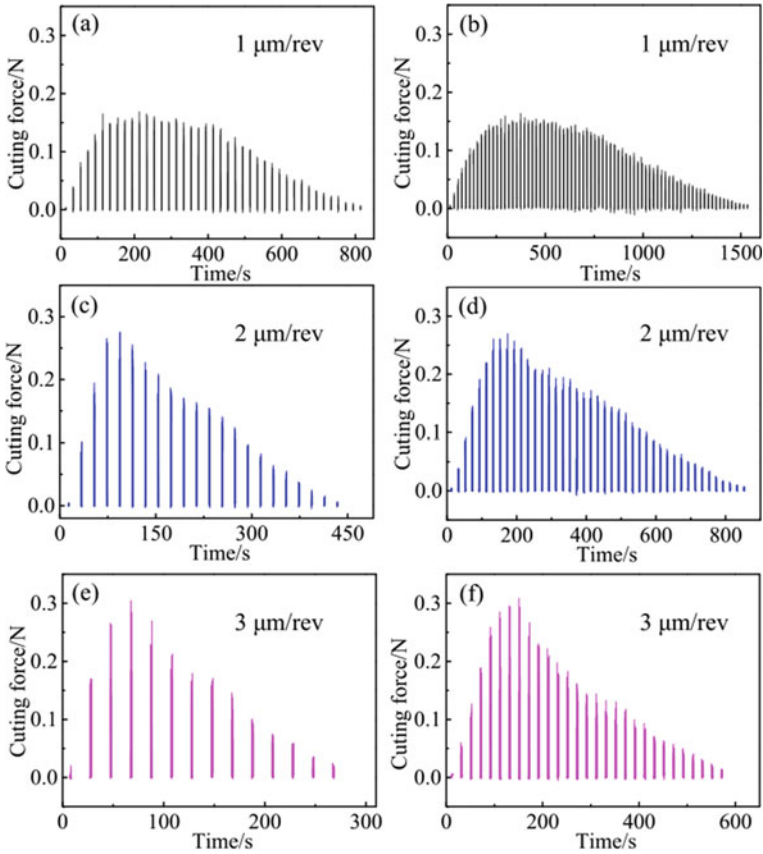 (a)
1 μm/rev
Cuting force/N
0.3
0.2
0.1
0.0
0 200 400 600 800
Time/s
(b)
1 μm/rev
Cuting force/N
0.3
0.2
0.1
0.0
0 500 1000 1500
Time/s
(c)
2 μm/rev
Cuting force/N
0.3
0.2
0.1
0.0
0 150 300 450
Time/s
(d)
2 μm/rev
Cuting force/N
0.3
0.2
0.1
0.0
0 200 400 600 800
Time/s
(e)
3 μm/rev
Cuting force/N
0.3
0.2
0.1
0.0
0 100 200 300
Time/s
(f)
3 μm/rev
Cuting force/N
0.3
0.2
0.1
0.0
0 200 400 600
Time/s